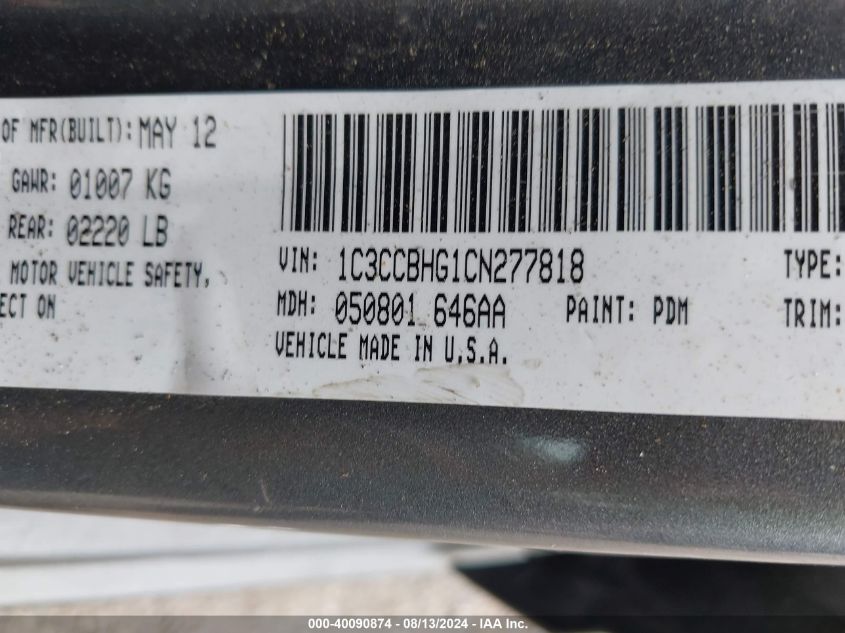 OF MFR(BUILT): MAY 12
GAWR: 01007 KG
REAR: 02220 LB
MOTOR VEHICLE SAFETY,
ECT ON
VIN: 1C3CCBHG1CN277818
TYPE:
MDH: 050801 646AA
PAINT: PDM
TRIM:
VEHICLE MADE IN U.S.A.
000-40090874 - 08/13/2024 - IAA Inc.